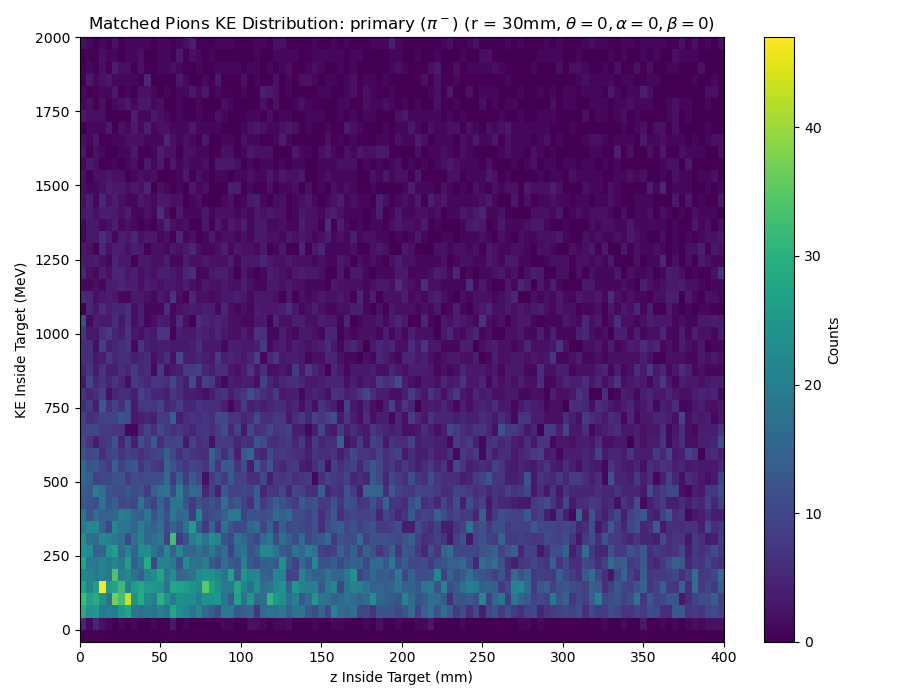 Matched Pions KE Distribution: primary (π⁻) (r = 30mm, θ = 0, α = 0, β = 0)
2000
1750
1500
1250
1000
750
500
250
0
KE Inside Target (MeV)
0 50 100 150 200 250 300 350 400
z Inside Target (mm)
40
30
20
10
0
Counts